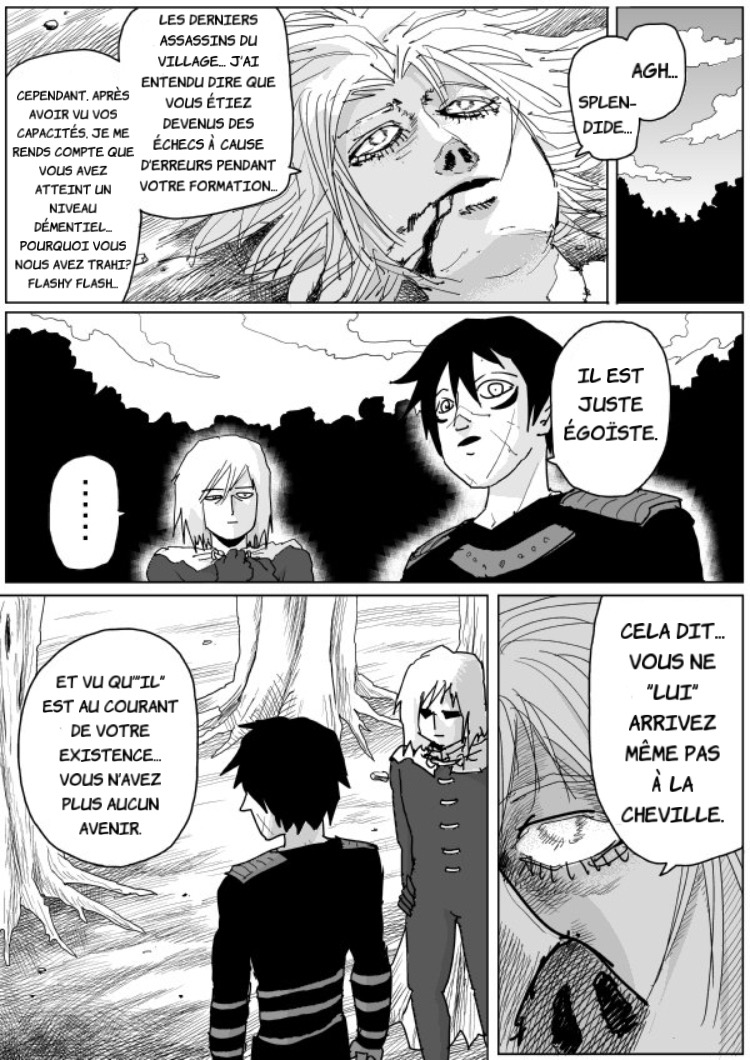 AGH...
SPLEN-
DIDE...
LES DERNIERS
ASSASSINS DU
VILLAGE... J'AI
ENTENDU DIRE QUE
VOUS ÉTIEZ
DEVENUS DES
ÉCHECS À CAUSE
D'ERREURS PENDANT
VOTRE FORMATION...
CEPENDANT. APRÈS
AVOIR VU VOS
CAPACITÉS. JE ME
RENDS COMPTE QUE
VOUS AVEZ
ATTEINT UN
NIVEAU
DÉMENTIEL...
POURQUOI VOUS
NOUS AVEZ TRAHI?
FLASHY FLASH...
IL EST
JUSTE
ÉGOÏSTE.
......
CELA DIT...
VOUS NE
"LUI"
ARRIVEZ
MÊME PAS
À LA
CHEVILLE.
ET VU QU'"IL"
EST AU COURANT
DE VOTRE
EXISTENCE...
VOUS N'AVEZ
PLUS AUCUN
AVENIR.